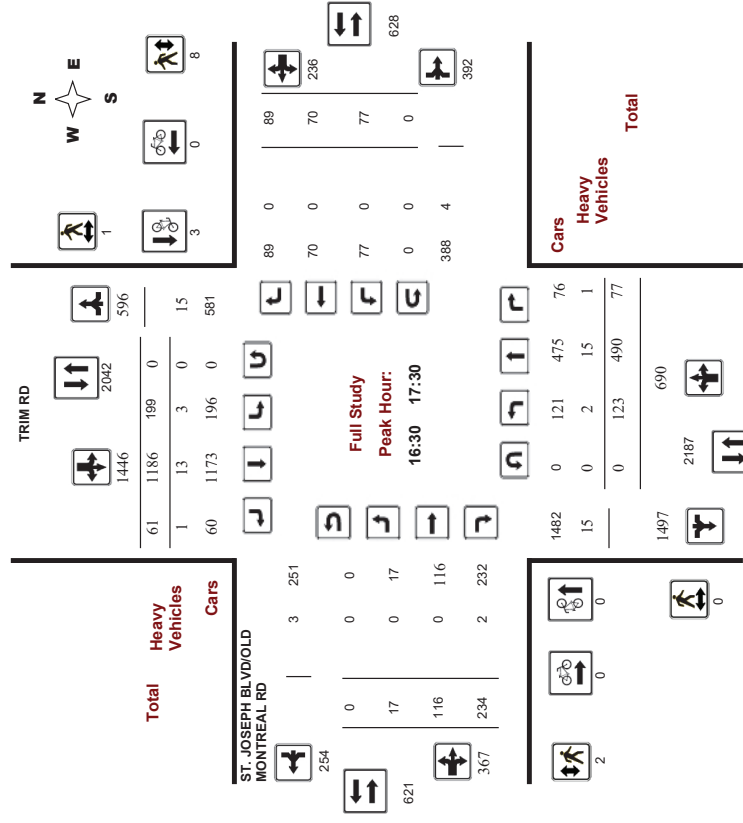 N
W E
S
8
0
1
3
TRIM RD
596
15
581
2042
1446
1186 199 0
61
1 13 3 0
60 1173 196 0
628
236
392
89 70 77 0
0 0 0 0 4
89 70 77 0 388
Total
Heavy
Vehicles
Cars
Full Study
Peak Hour:
16:30 17:30
ST. JOSEPH BLVD/OLD
MONTREAL RD
254
621
367
3 251
0 0 0
17 0 17
116 0 116
234 2 232
Cars
Heavy
Vehicles
Total
0 121 475 76
0 2 15 1
0 123 490 77
1482
15
1497
690
2187
0
0
2
0